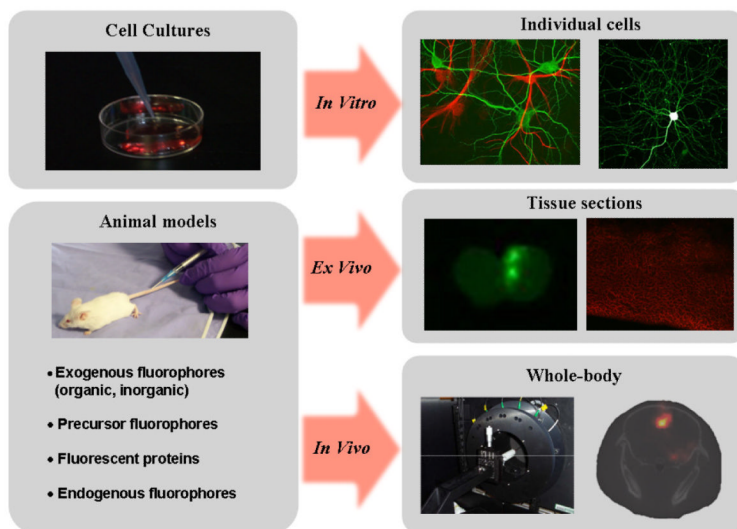 Cell Cultures
In Vitro
Individual cells
Animal models
Ex Vivo
Tissue sections
• Exogenous fluorophores
(organic, inorganic)
• Precursor fluorophores
• Fluorescent proteins
• Endogenous fluorophores
In Vivo
Whole-body